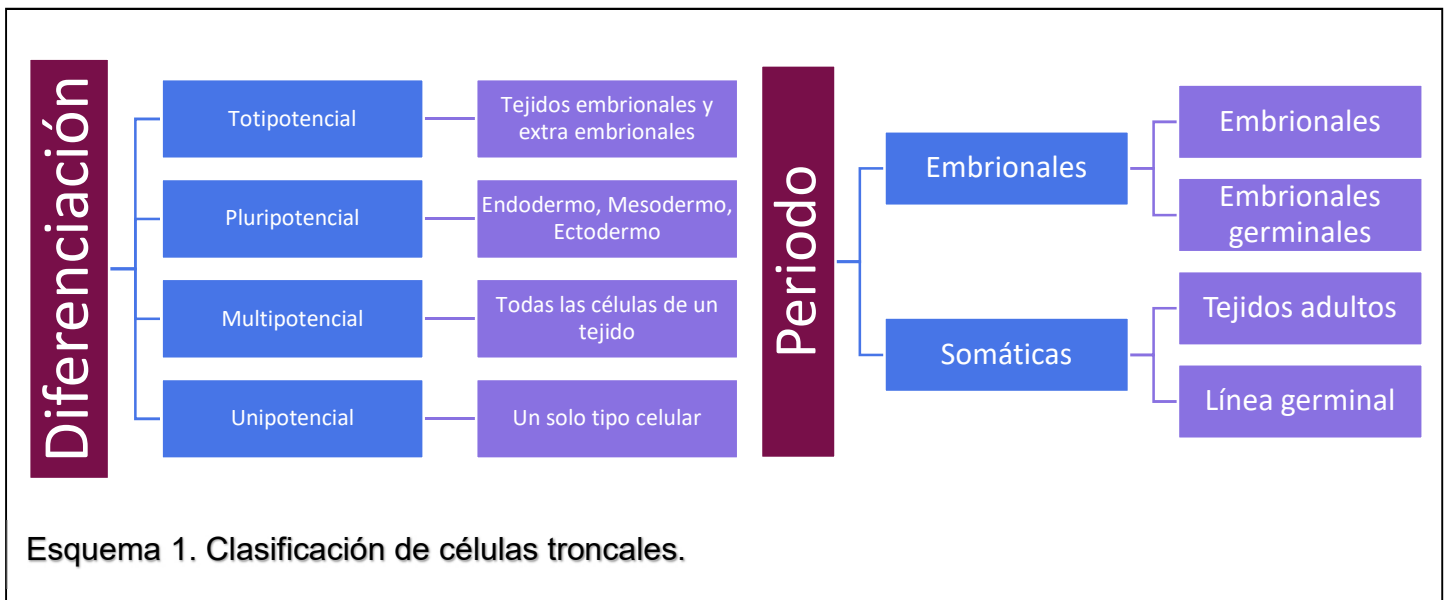 Diferenciación
Totipotencial
Tejidos embrionales y
extra embrionales
Pluripotencial
Endodermo, Mesodermo,
Ectodermo
Multipotencial
Todas las células de un
tejido
Unipotencial
Un solo tipo celular
Periodo
Embrionales
Embrionales
Embrionales
germinales
Somáticas
Tejidos adultos
Línea germinal
Esquema 1. Clasificación de células troncales.